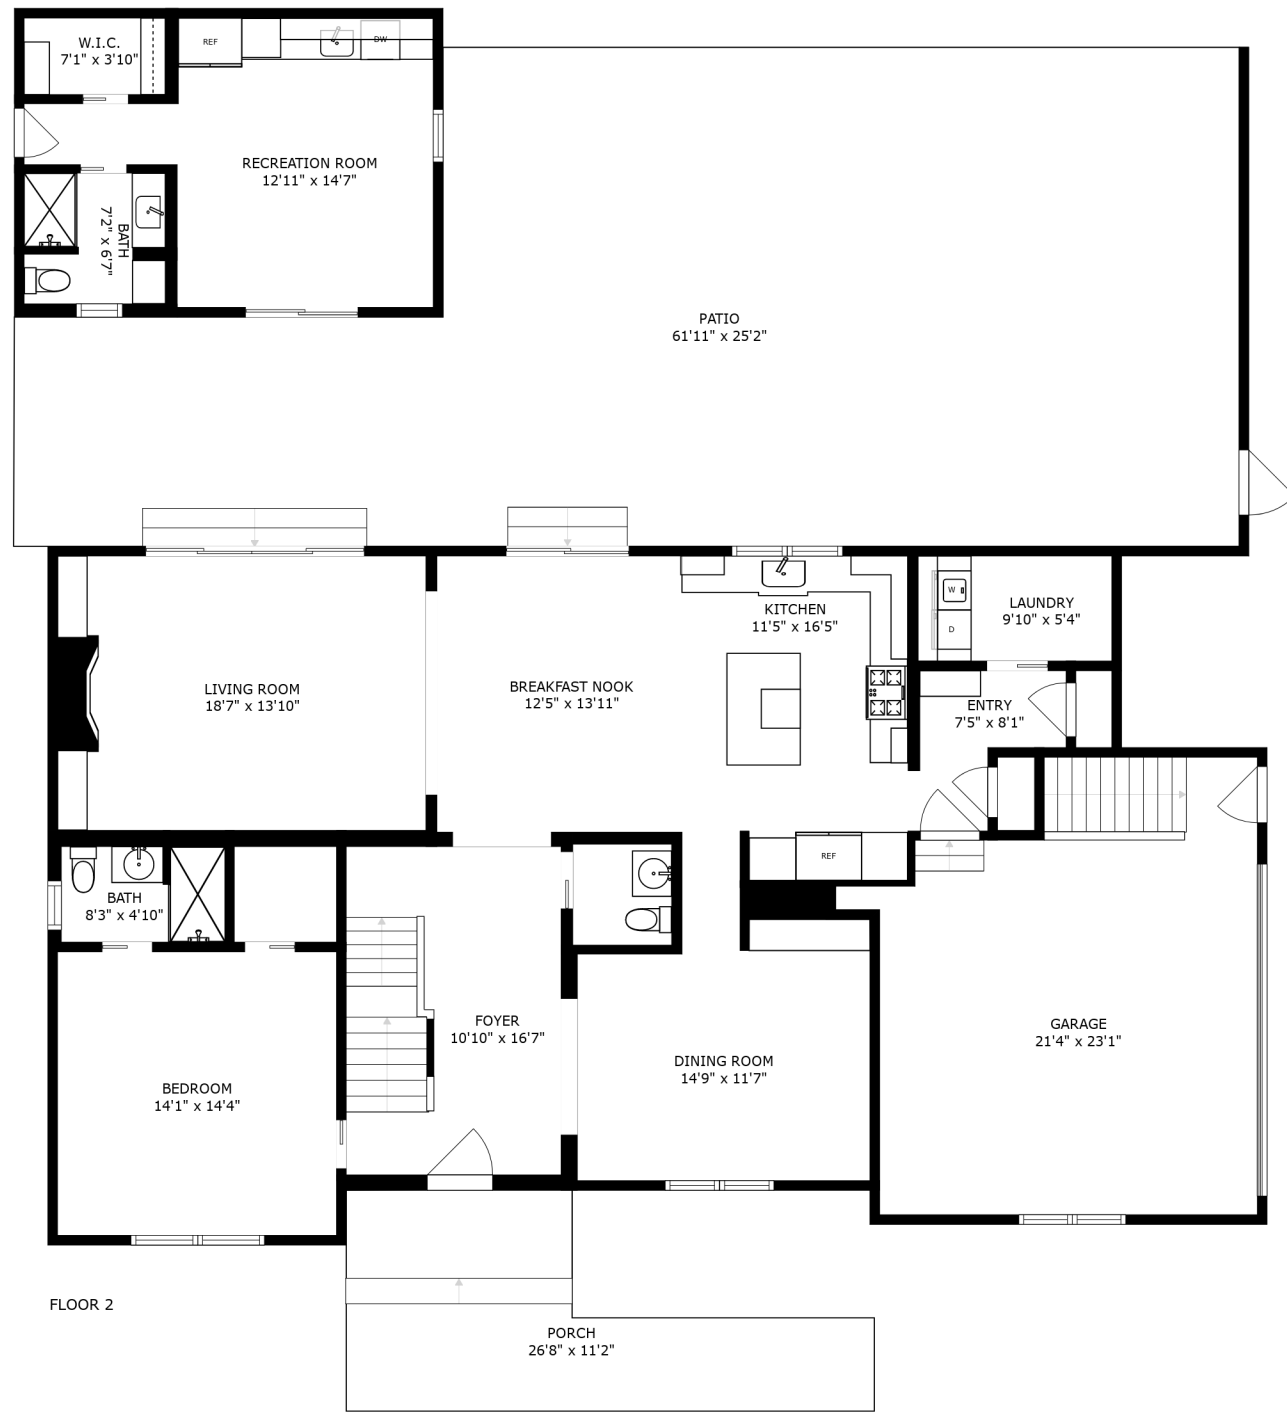 W.I.C.
7'1" x 3'10"
REF
DW
RECREATION ROOM
12'11" x 14'7"
BATH
7'2" x 6'7"
PATIO
61'11" x 25'2"
KITCHEN
11'5" x 16'5"
W
D
LAUNDRY
9'10" x 5'4"
LIVING ROOM
18'7" x 13'10"
BREAKFAST NOOK
12'5" x 13'11"
ENTRY
7'5" x 8'1"
REF
BATH
8'3" x 4'10"
FOYER
10'10" x 16'7"
GARAGE
21'4" x 23'1"
DINING ROOM
14'9" x 11'7"
BEDROOM
14'1" x 14'4"
FLOOR 2
PORCH
26'8" x 11'2"